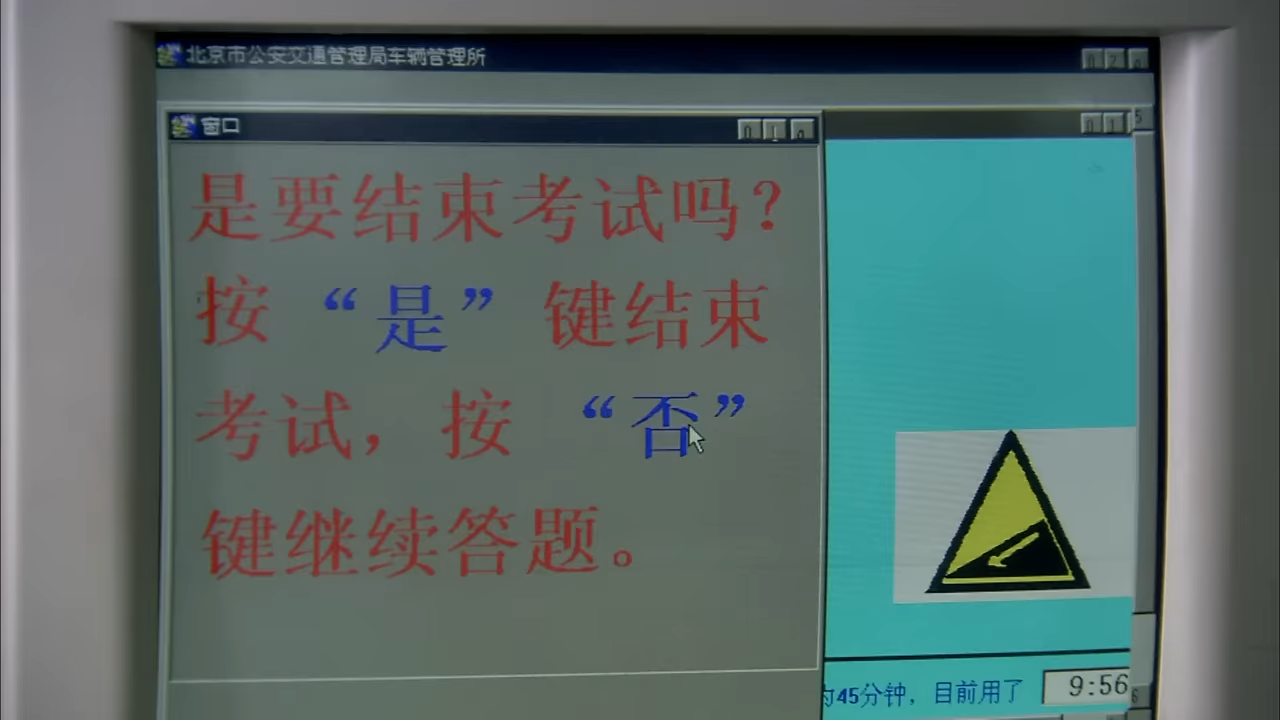 北京市公安交通管理局车辆管理所
窗口
是要结束考试吗?
按“是”键结束
考试，按“否”
键继续答题。
为45分钟，目前用了
9:56